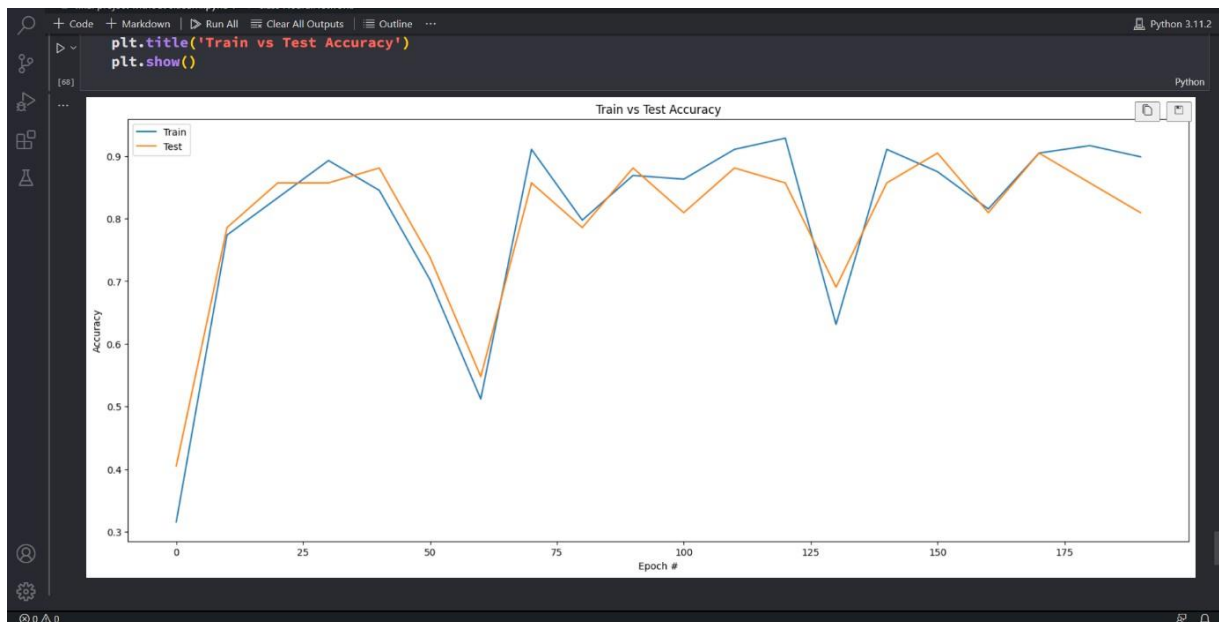 + Code + Markdown | Run All Clear All Outputs | Outline ... Python 3.11.2
plt.title('Train vs Test Accuracy')
plt.show()
[68] Python
Train vs Test Accuracy
Train
Test
0.9
0.8
0.7
0.6
0.5
0.4
0.3
Accuracy
0 25 50 75 100 125 150 175
Epoch #
0 0